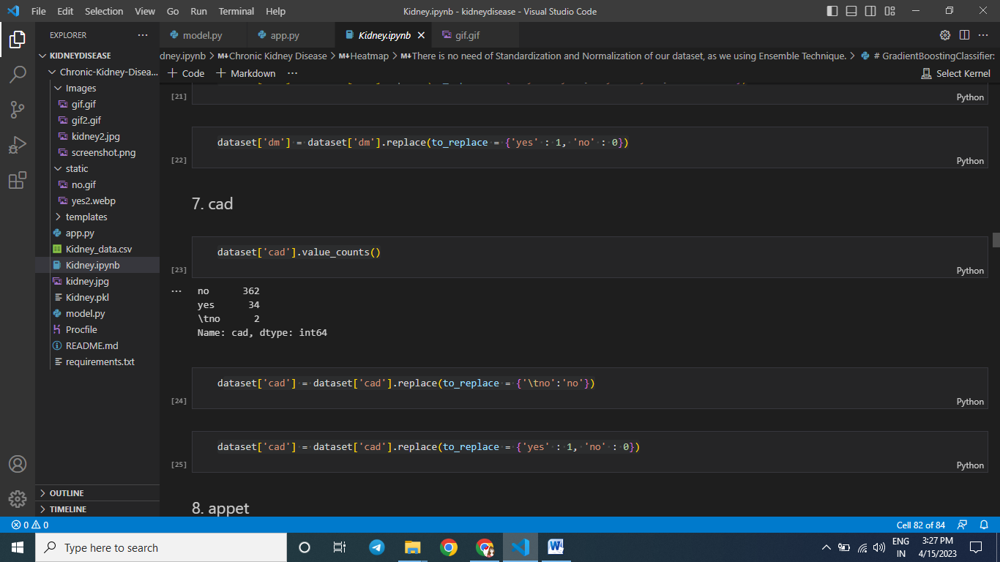 File Edit Selection View Go Run Terminal Help Kidney.ipynb - kidneydisease - Visual Studio Code
EXPLORER
model.py app.py Kidney.ipynb gif.gif
KIDNEYDISEASE
dney.ipynb > M↓Chronic Kidney Disease > M↓Heatmap > M↓There is no need of Standardization and Normalization of our dataset, as we using Ensemble Technique. > # GradientBoostingClassifier:
+ Code + Markdown ··· Select Kernel
Chronic-Kidney-Disea...
Images
gif.gif
gif2.gif
kidney2.jpg
screenshot.png
static
no.gif
yes2.webp
templates
app.py
Kidney_data.csv
Kidney.ipynb
kidney.jpg
Kidney.pkl
model.py
Procfile
README.md
requirements.txt
OUTLINE
TIMELINE
[21] Python
dataset['dm'] = dataset['dm'].replace(to_replace = {'yes' : 1, 'no' : 0})
[22] Python
7. cad
dataset['cad'].value_counts()
[23] Python
no 362
yes 34
\tno 2
Name: cad, dtype: int64
dataset['cad'] = dataset['cad'].replace(to_replace = {'\tno':'no'})
[24] Python
dataset['cad'] = dataset['cad'].replace(to_replace = {'yes' : 1, 'no' : 0})
[25] Python
8. appet
0 0 Cell 82 of 84
Type here to search
ENG
IN
3:27 PM
4/15/2023